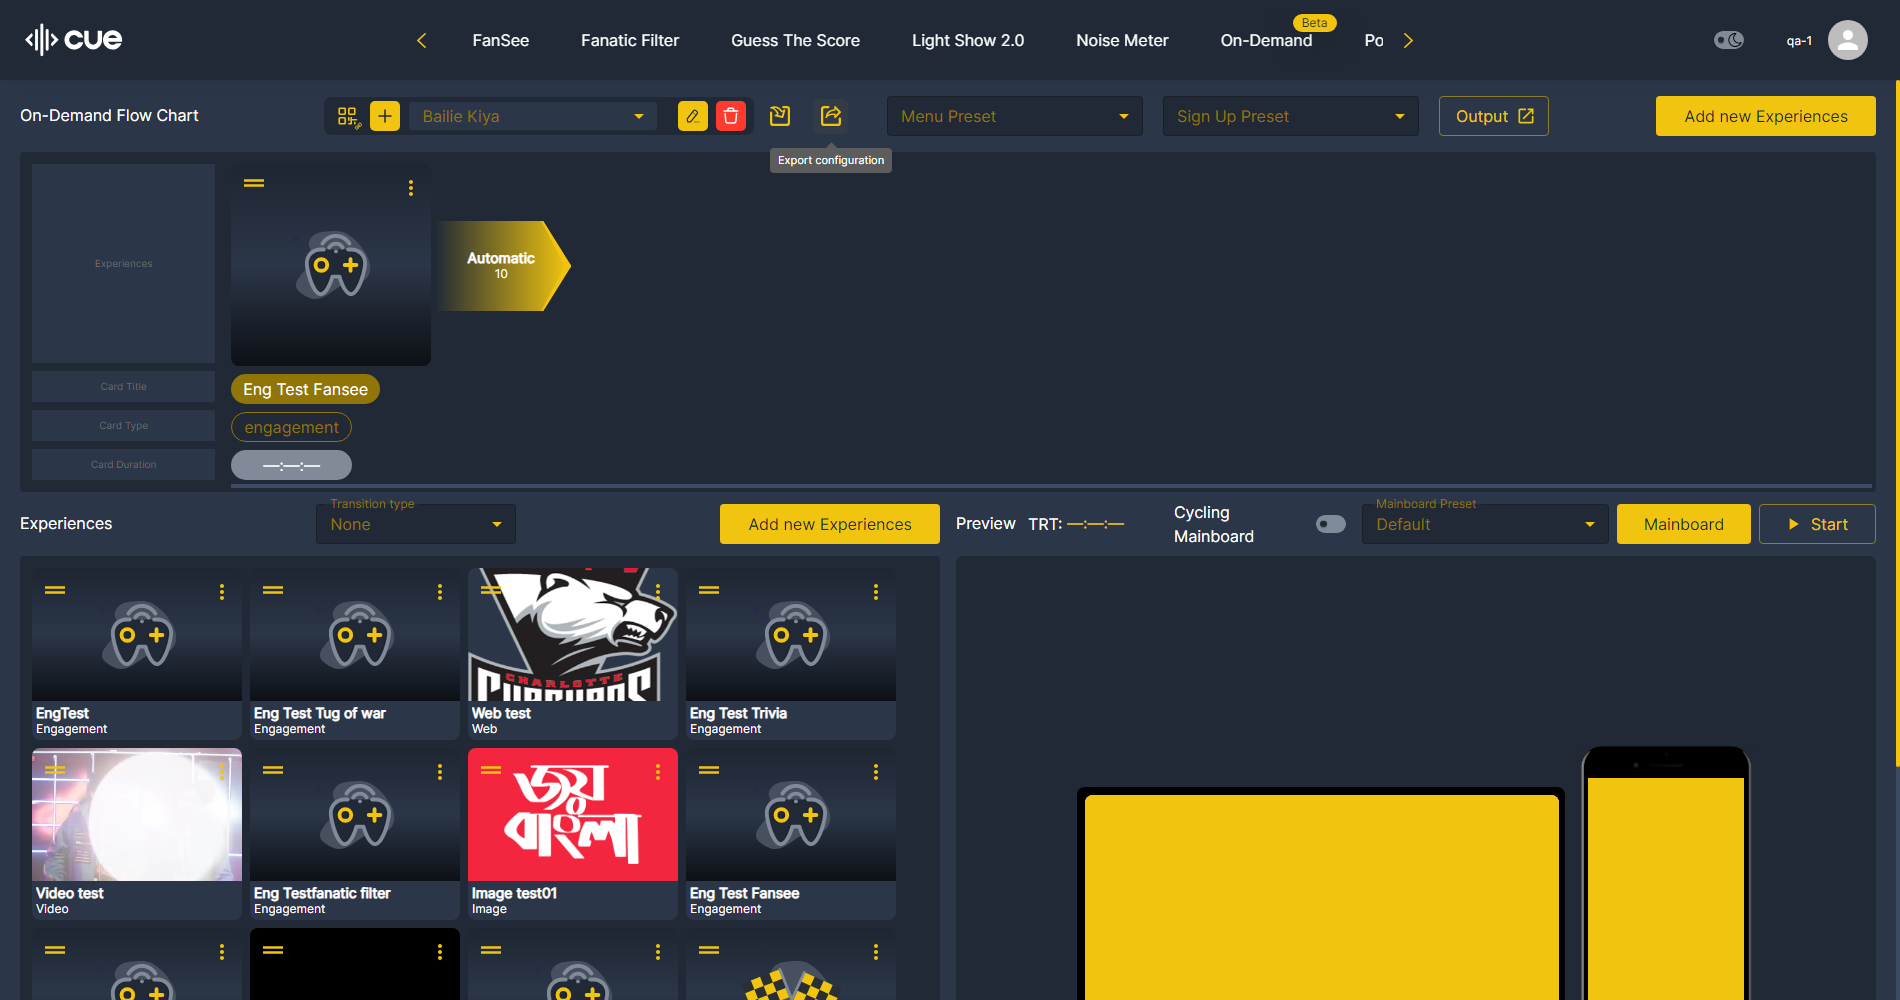 cue
FanSee
Fanatic Filter
Guess The Score
Light Show 2.0
Noise Meter
On-Demand
Beta
Po
qa-1
On-Demand Flow Chart
Bailie Kiya
Menu Preset
Sign Up Preset
Output
Add new Experiences
Export configuration
Experiences
Automatic
10
Card Title
Eng Test Fansee
Card Type
engagement
Card Duration
—:—:—
Experiences
Transition type
None
Add new Experiences
Preview
TRT: —:—:—
Cycling
Mainboard
Mainboard Preset
Default
Mainboard
Start
EngTest
Engagement
Eng Test Tug of war
Engagement
CHARLOTTE
Web test
Web
Eng Test Trivia
Engagement
Video test
Video
Eng Testfanatic filter
Engagement
জয়
বাংলা
Image test01
Image
Eng Test Fansee
Engagement